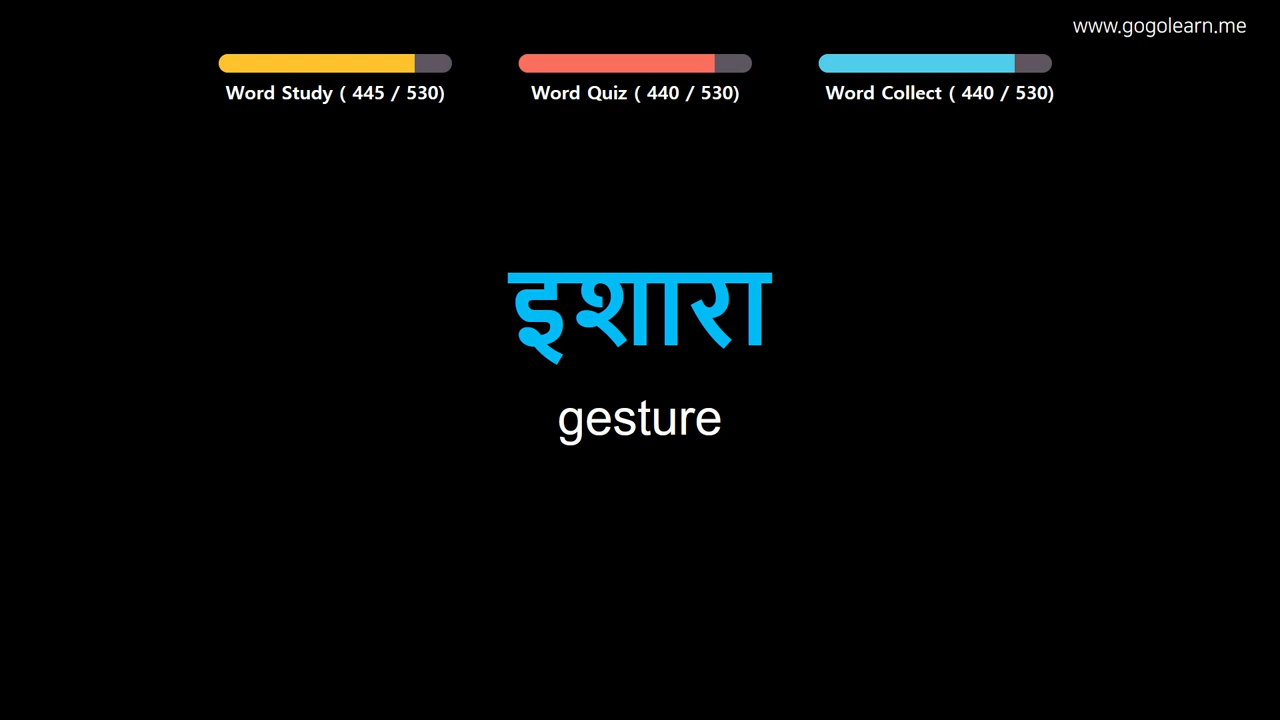 www.gogolearn.me
Word Study ( 445 / 530)
Word Quiz ( 440 / 530)
Word Collect ( 440 / 530)
इशारा
gesture